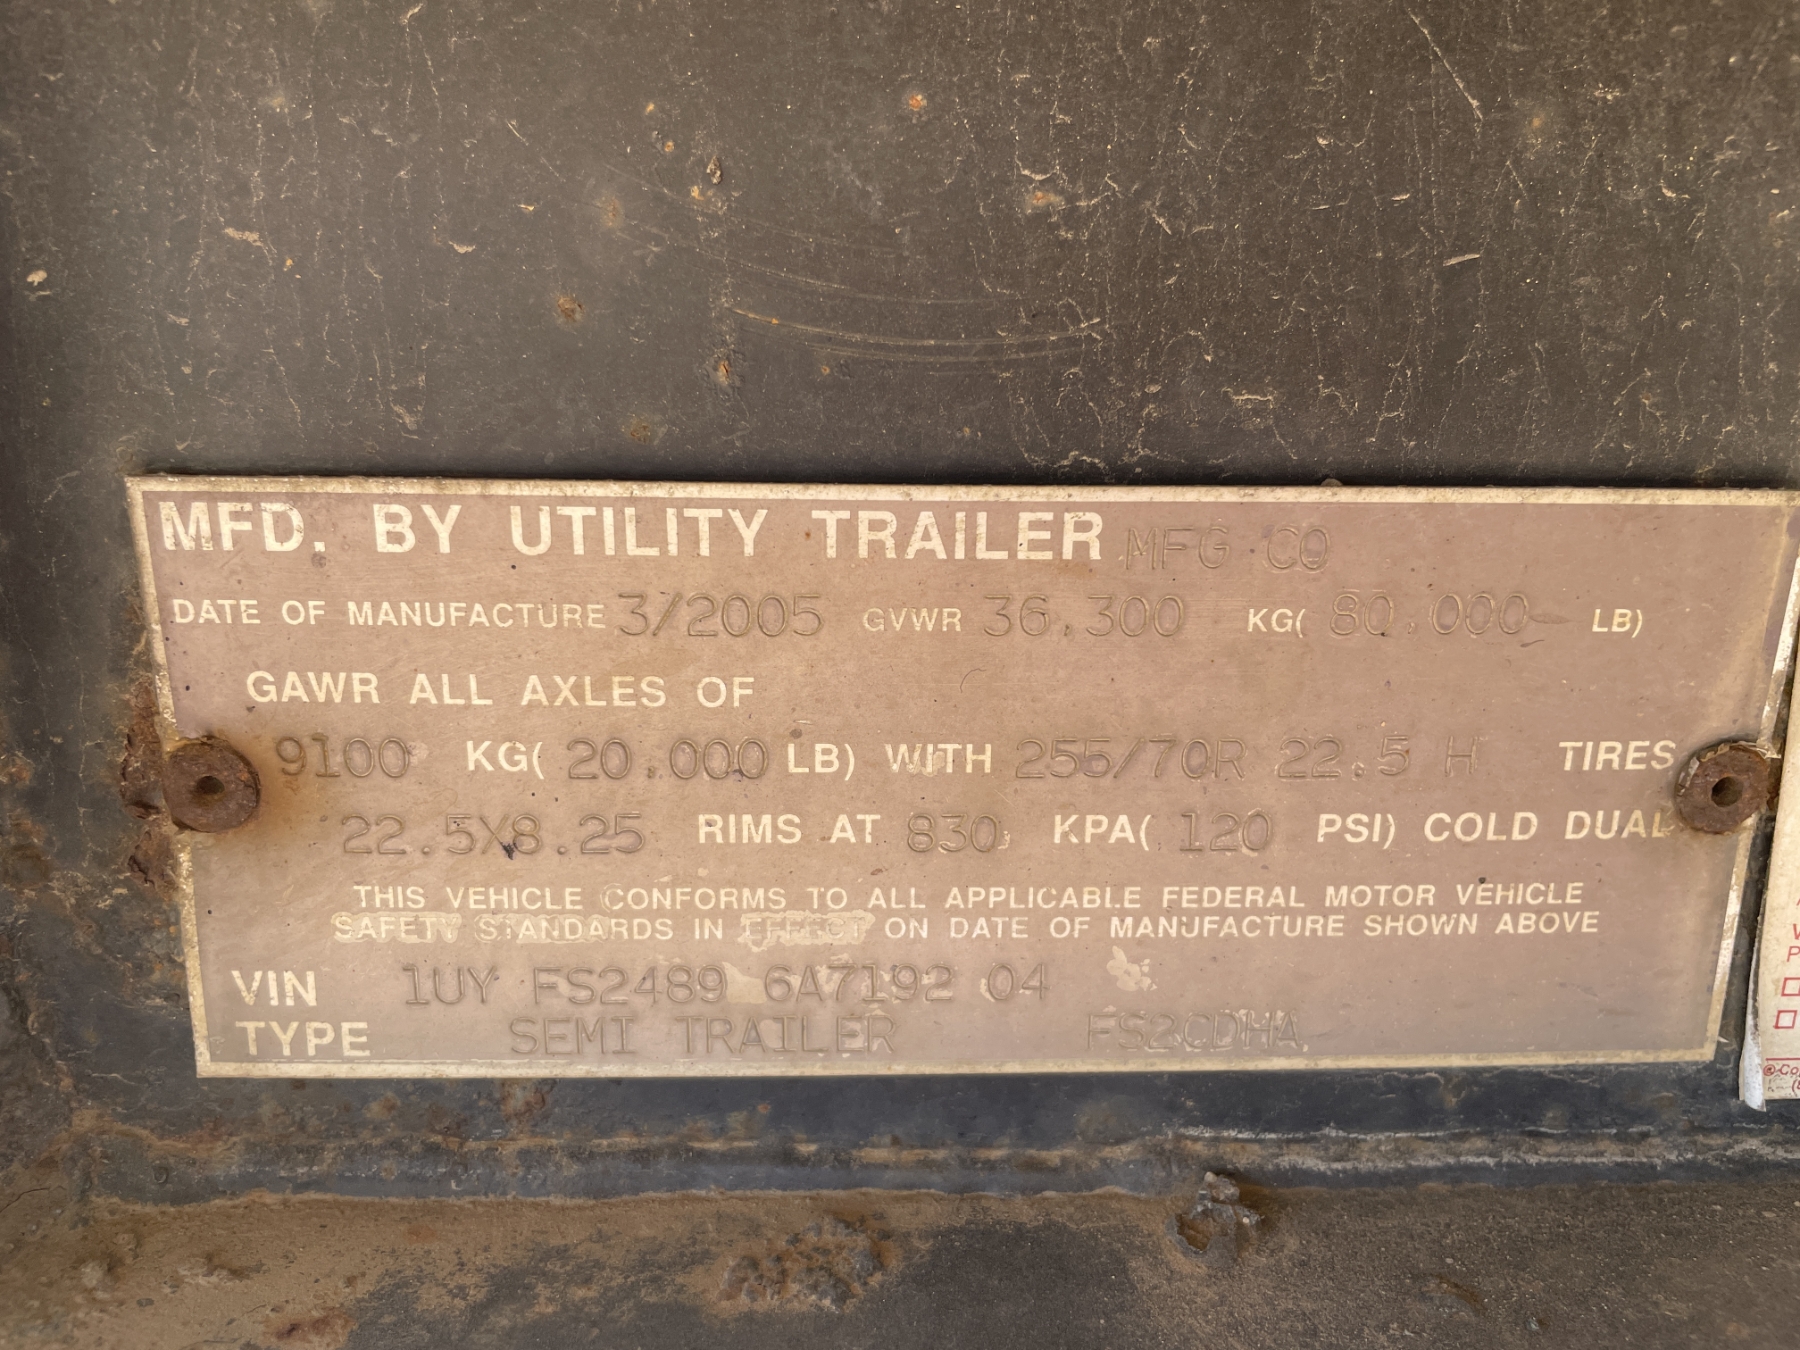 MFD. BY UTILITY TRAILER MFG CO
DATE OF MANUFACTURE 3/2005 GVWR 36,300 KG( 80,000 LB)
GAWR ALL AXLES OF
9100 KG( 20,000 LB) WITH 255/70R 22.5 H TIRES
22.5X8.25 RIMS AT 830 KPA( 120 PSI) COLD DUAL
THIS VEHICLE CONFORMS TO ALL APPLICABLE FEDERAL MOTOR VEHICLE
SAFETY STANDARDS IN EFFECT ON DATE OF MANUFACTURE SHOWN ABOVE
VIN 1UY FS2489 6A7192 04
TYPE SEMI TRAILER FS2CDHA